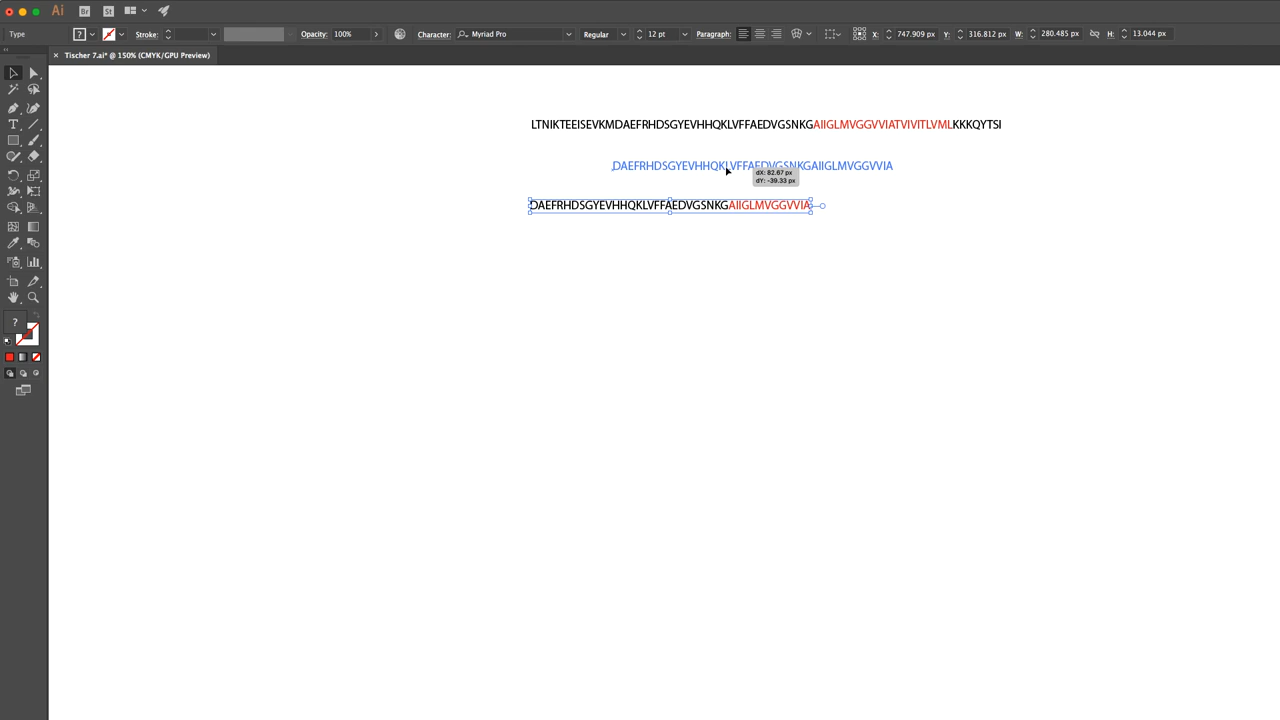 Ai Br St
Type ? Stroke: Opacity: 100% Character: Myriad Pro Regular 12 pt Paragraph: X: 747.909 px Y: 316.812 px W: 280.485 px H: 13.044 px
× Tischer 7.ai* @ 150% (CMYK/GPU Preview)
LTNIKTEEISEVKMDAEFRHDSGYEVHHQKLVFFAEDVGSNKGAIIGLMVGGVVIATVIVITLVMLKKKQYTSI
DAEFRHDSGYEVHHQKLVFFAEDVGSNKGAIIGLMVGGVVIA
dX: 82.67 px
dY: -39.33 px
DAEFRHDSGYEVHHQKLVFFAEDVGSNKGAIIGLMVGGVVIA
?